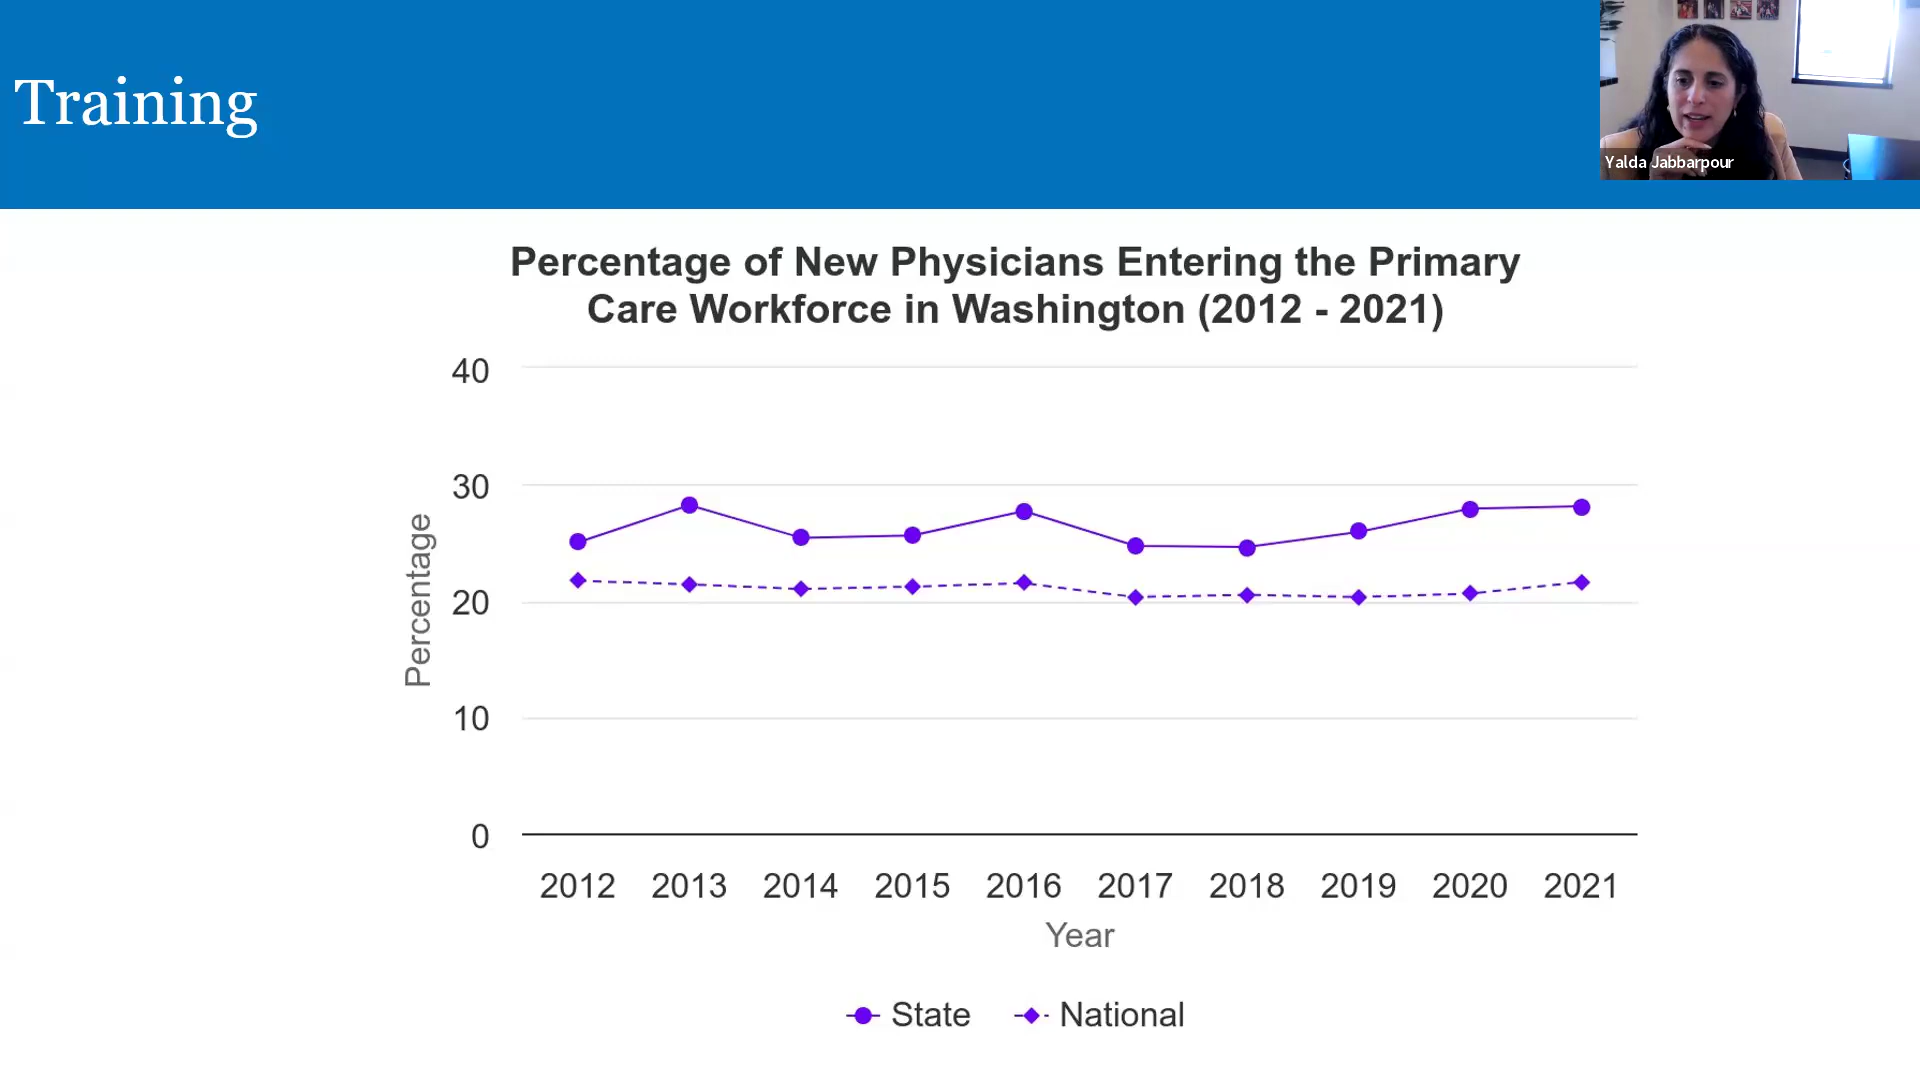 Training
Yalda Jabbarpour
Percentage of New Physicians Entering the Primary
Care Workforce in Washington (2012 - 2021)
40
30
20
10
0
Percentage
2012 2013 2014 2015 2016 2017 2018 2019 2020 2021
Year
State National